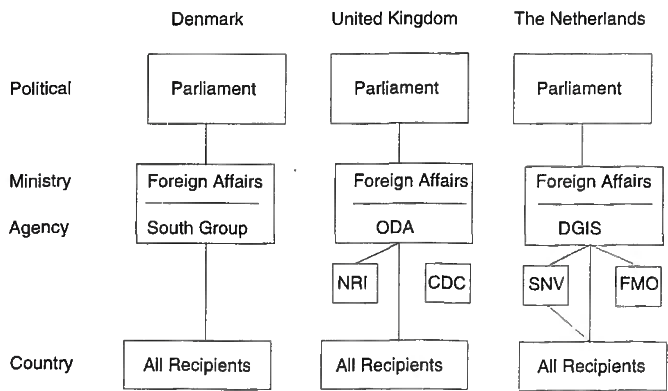 Denmark United Kingdom The Netherlands
Political Parliament Parliament Parliament
Ministry Foreign Affairs Foreign Affairs Foreign Affairs
Agency South Group ODA DGIS
NRI CDC SNV FMO
Country All Recipients All Recipients All Recipients